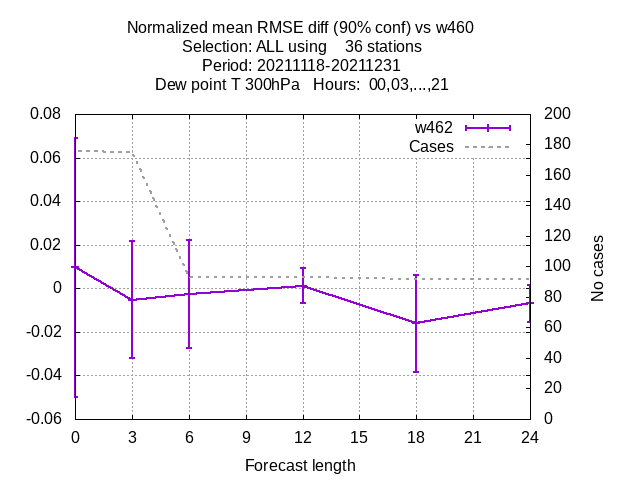 Normalized mean RMSE diff (90% conf) vs w460
Selection: ALL using    36 stations
Period: 20211118-20211231
Dew point T 300hPa   Hours:  00,03,...,21
w462
Cases
0.08
0.06
0.04
0.02
0
-0.02
-0.04
-0.06
200
180
160
140
120
100
80
60
40
20
0
No cases
0 3 6 9 12 15 18 21 24
Forecast length